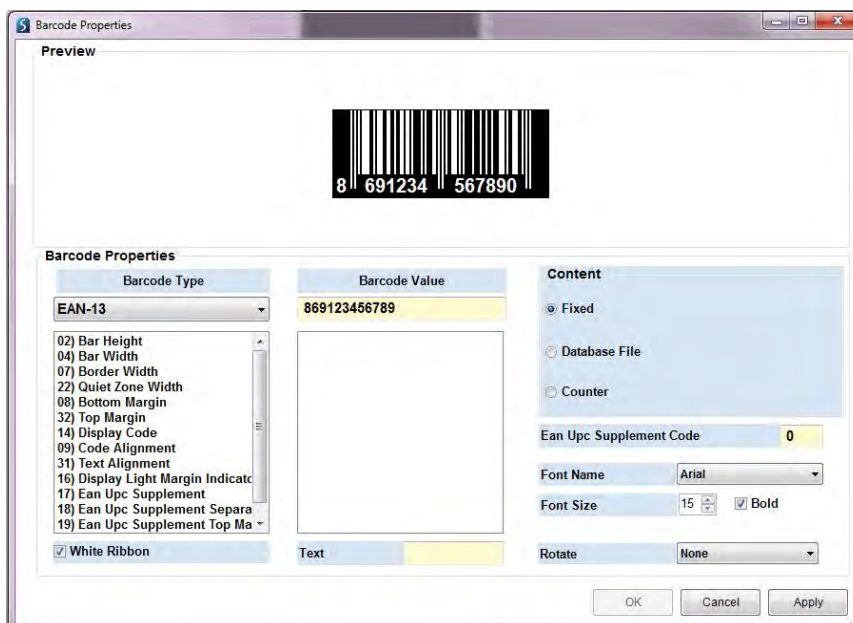 Barcode Properties
Preview
8 691234 567890
Barcode Properties
Barcode Type
EAN-13
02) Bar Height
04) Bar Width
07) Border Width
22) Quiet Zone Width
08) Bottom Margin
32) Top Margin
14) Display Code
09) Code Alignment
31) Text Alignment
16) Display Light Margin Indicato
17) Ean Upc Supplement
18) Ean Upc Supplement Separa
19) Ean Upc Supplement Top Ma
White Ribbon
Barcode Value
869123456789
Text
Content
Fixed
Database File
Counter
Ean Upc Supplement Code 0
Font Name Arial
Font Size 15 Bold
Rotate None
OK Cancel Apply